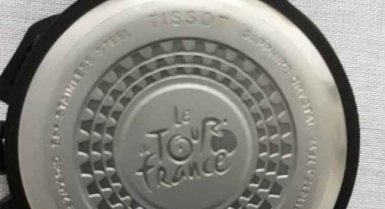 TISSOT
STAINLESS STEEL
SAPPHIRE CRYSTAL
le
TOUR
de
france